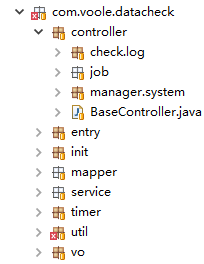 com.voole.datacheck
controller
check.log
job
manager.system
BaseController.java
entry
init
mapper
service
timer
util
vo